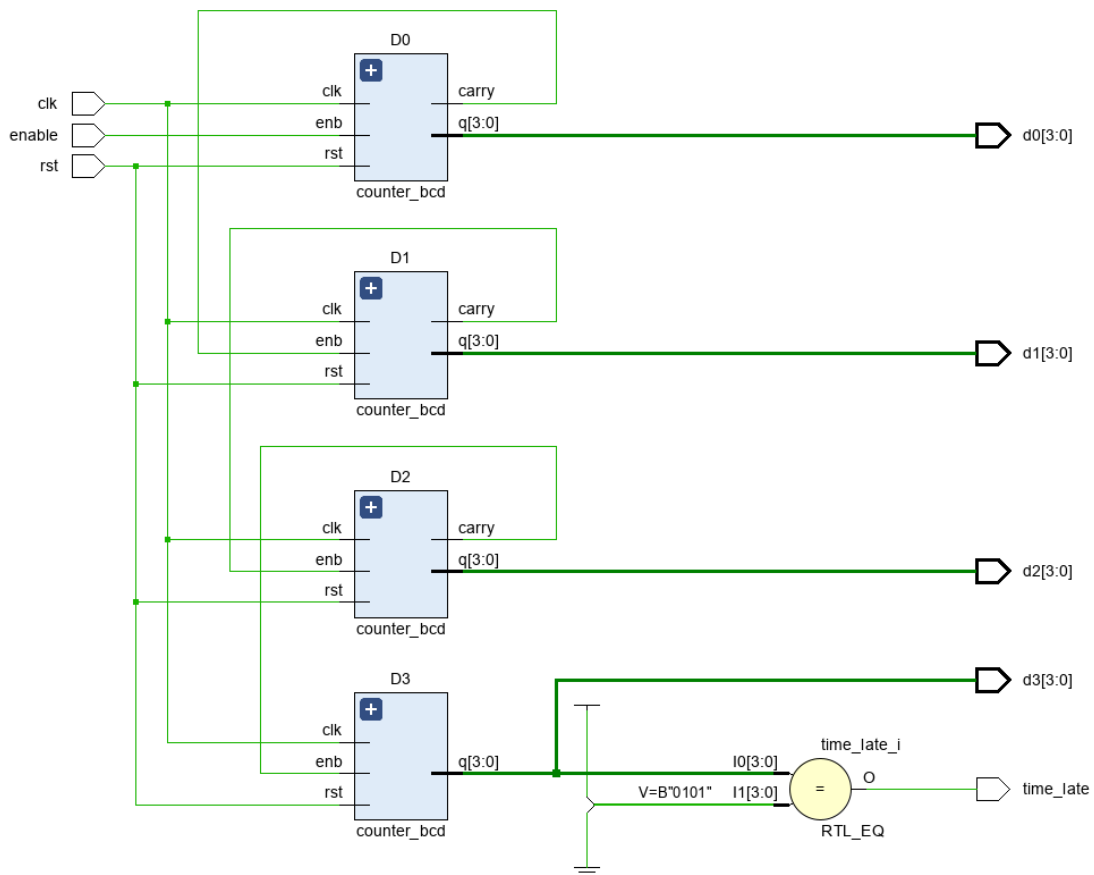 D0
clk
carry
clk
enb
q[3:0]
enable
d0[3:0]
rst
rst
counter_bcd
D1
clk
carry
enb
q[3:0]
d1[3:0]
rst
counter_bcd
D2
clk
carry
enb
q[3:0]
d2[3:0]
rst
counter_bcd
D3
d3[3:0]
clk
time_late_i
enb
q[3:0]
I0[3:0]
O
V=B"0101"
I1[3:0]
=
time_late
rst
counter_bcd
RTL_EQ